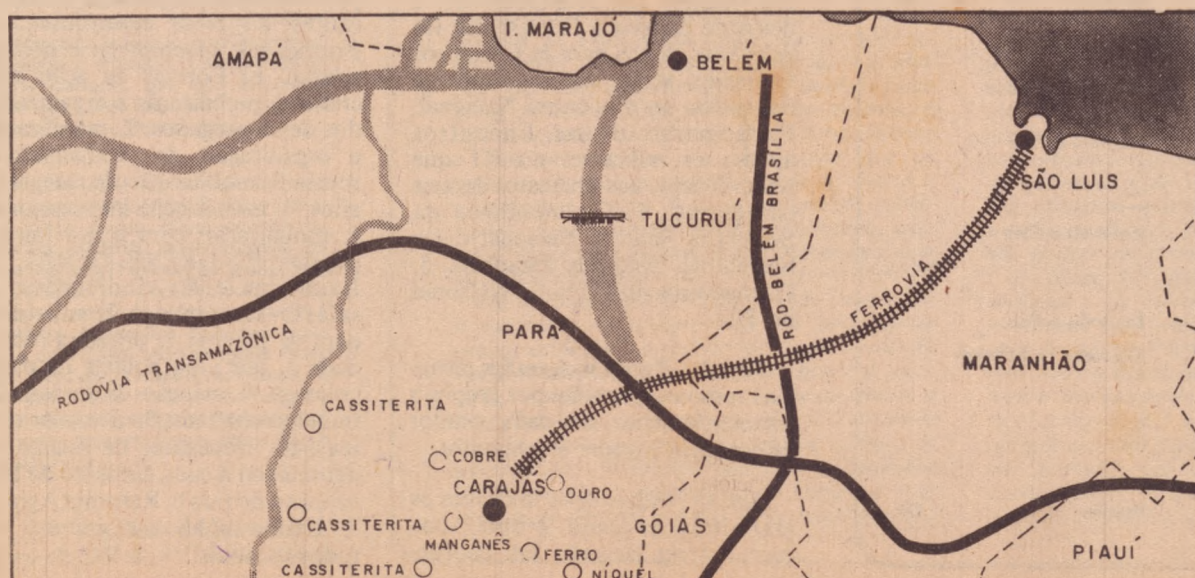 I. MARAJÓ
AMAPÁ
BELÉM
ROD. BELÉM BRASÍLIA
SÃO LUIS
TUCURUÍ
FERROVIA
PARÁ
RODOVIA TRANSAMAZÔNICA
MARANHÃO
CASSITERITA
COBRE
CARAJÁS
OURO
CASSITERITA
MANGANÊS
GOIÁS
FERRO
PIAUÍ
CASSITERITA
NÍQUEL